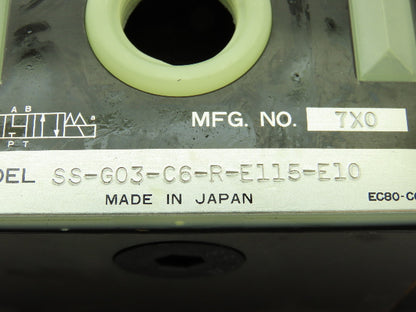 A B
a
P T
MFG. NO. 7X0
DEL SS-G03-C6-R-E115-E10
MADE IN JAPAN
EC80-C